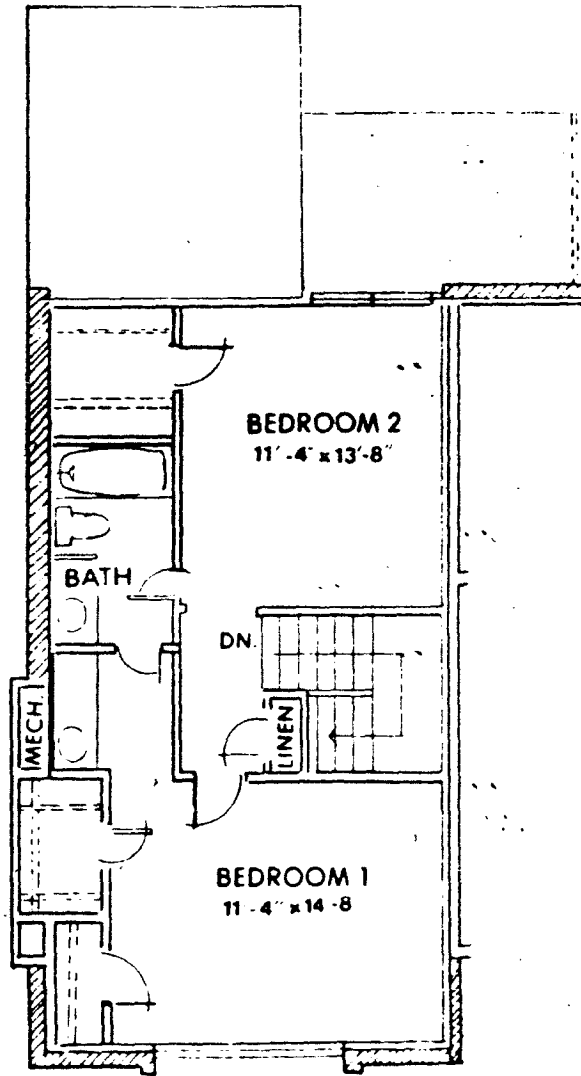 BEDROOM 2
11'-4" x 13'-8"
BATH
DN.
MECH.
LINEN
BEDROOM 1
11-4" x 14-8